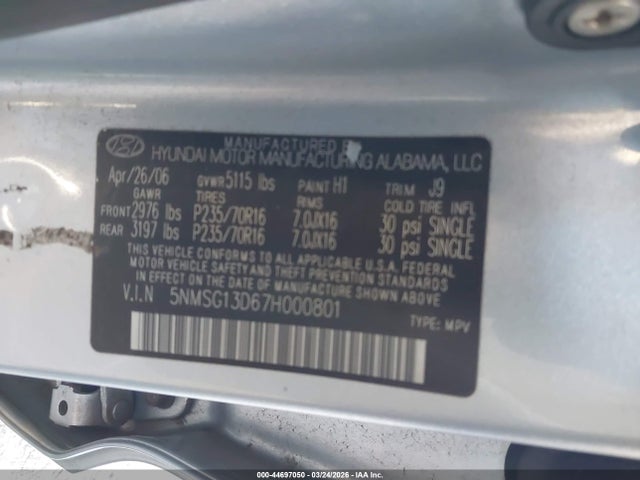 MANUFACTURED BY
HYUNDAI MOTOR MANUFACTURING ALABAMA, LLC
Apr/26/06 GVWR 5115 lbs PAINT H1 TRIM J9
GAWR TIRES RIMS COLD TIRE INFL
FRONT 2976 lbs P235/70R16 7.0JX16 30 psi SINGLE
REAR 3197 lbs P235/70R16 7.0JX16 30 psi SINGLE
THIS VEHICLE CONFORMS TO ALL APPLICABLE U.S.A. FEDERAL
MOTOR VEHICLE SAFETY AND THEFT PREVENTION STANDARDS
IN EFFECT ON THE DATE OF MANUFACTURE SHOWN ABOVE.
V.I.N 5NMSG13D67H000801
TYPE: MPV
000-44697050 - 03/24/2026 - IAA Inc.